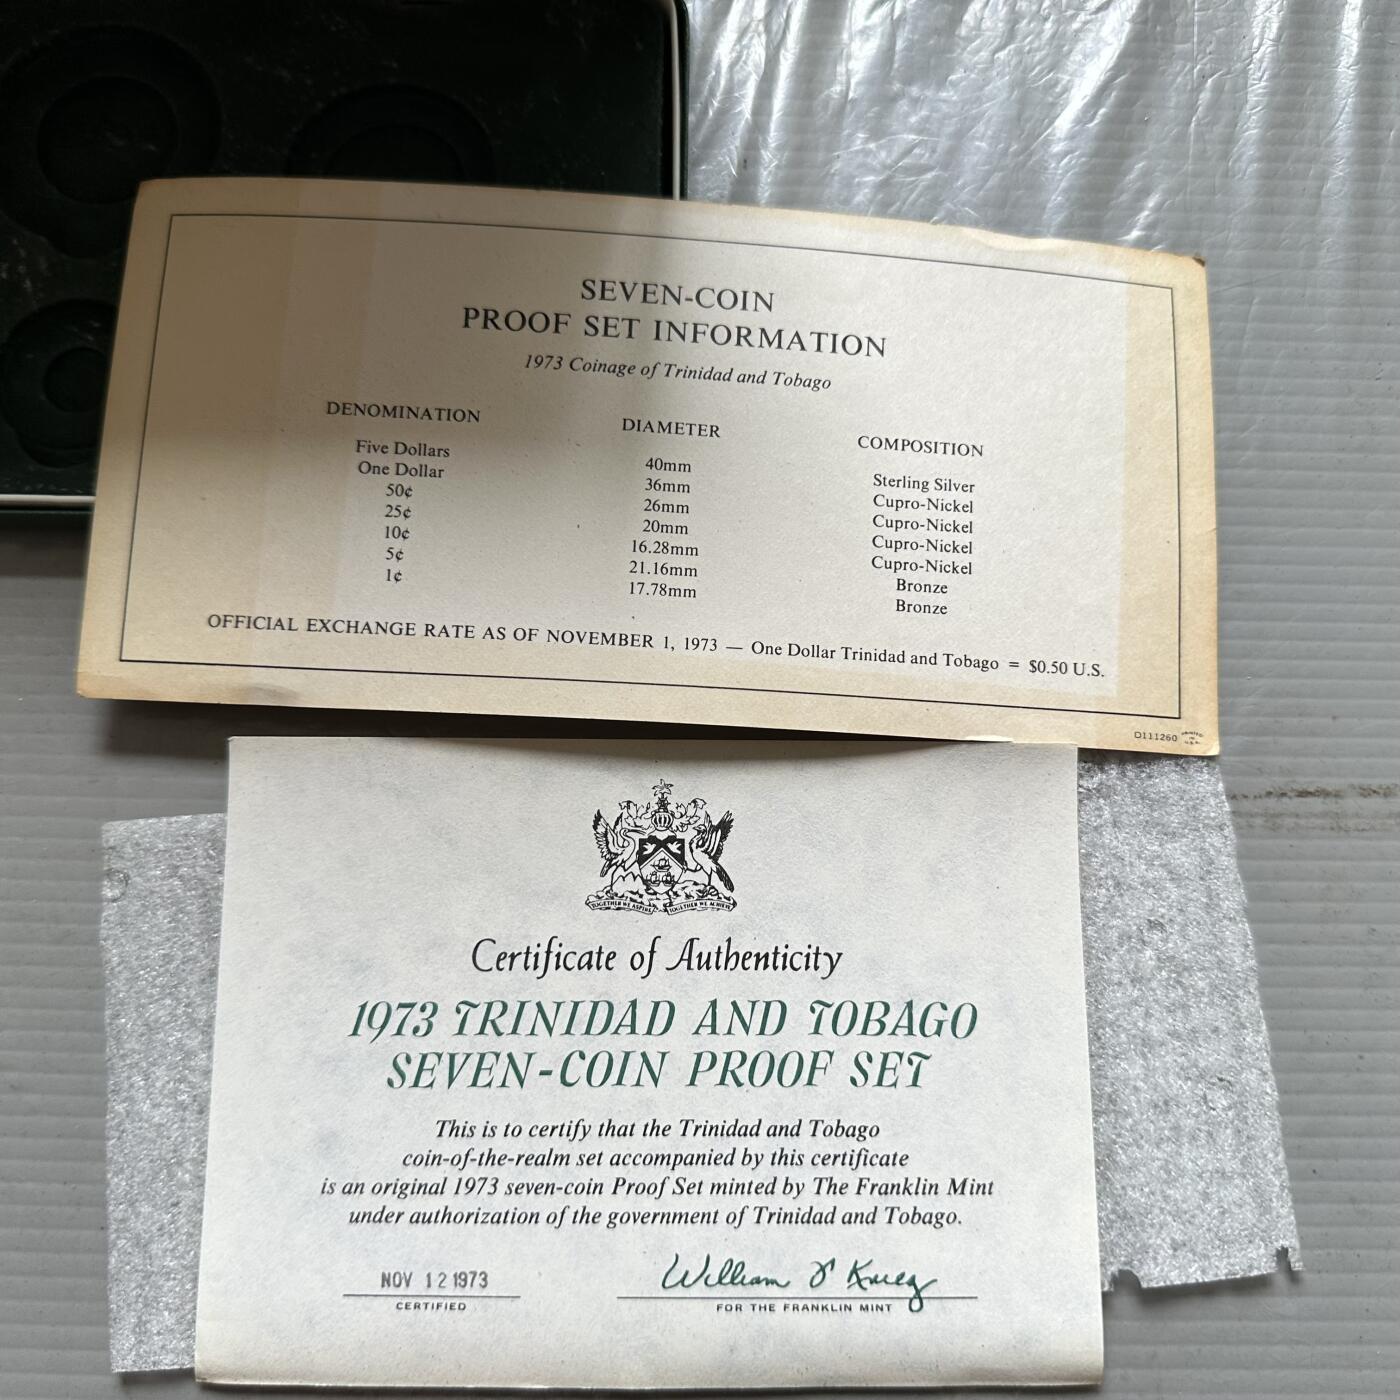 SEVEN-COIN
PROOF SET INFORMATION
1973 Coinage of Trinidad and Tobago
DENOMINATION DIAMETER COMPOSITION
Five Dollars 40mm Sterling Silver
One Dollar 36mm Cupro-Nickel
50¢ 26mm Cupro-Nickel
25¢ 20mm Cupro-Nickel
10¢ 16.28mm Cupro-Nickel
5¢ 21.16mm Bronze
1¢ 17.78mm Bronze
OFFICIAL EXCHANGE RATE AS OF NOVEMBER 1, 1973 — One Dollar Trinidad and Tobago = $0.50 U.S.
D111260 PRINTED IN U.S.A.
TOGETHER WE ASPIRE TOGETHER WE ACHIEVE
Certificate of Authenticity
1973 TRINIDAD AND TOBAGO
SEVEN-COIN PROOF SET
This is to certify that the Trinidad and Tobago
coin-of-the-realm set accompanied by this certificate
is an original 1973 seven-coin Proof Set minted by The Franklin Mint
under authorization of the government of Trinidad and Tobago.
NOV 12 1973
CERTIFIED
William
FOR THE FRANKLIN MINT